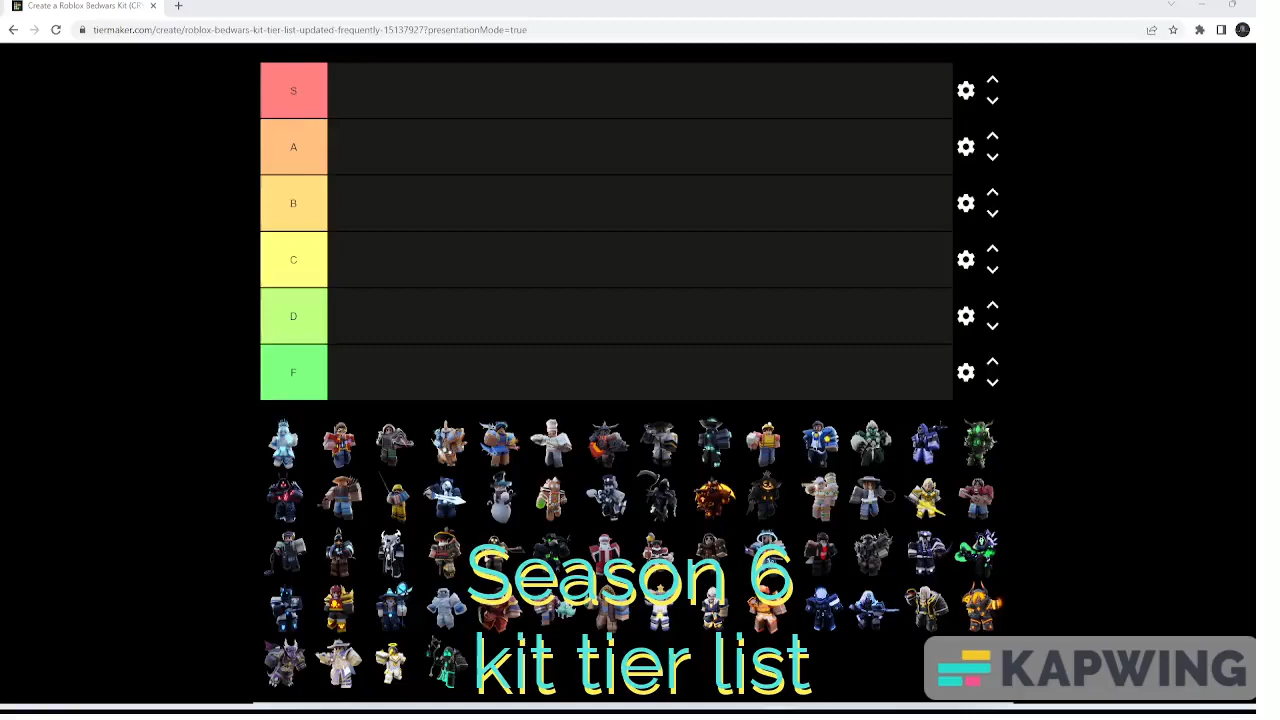 Create a Roblox Bedwars Kit (CF
tiermaker.com/create/roblox-bedwars-kit-tier-list-updated-frequently-15137927?presentationMode=true
S
A
B
C
D
F
Season 6
kit tier list
KAPWING